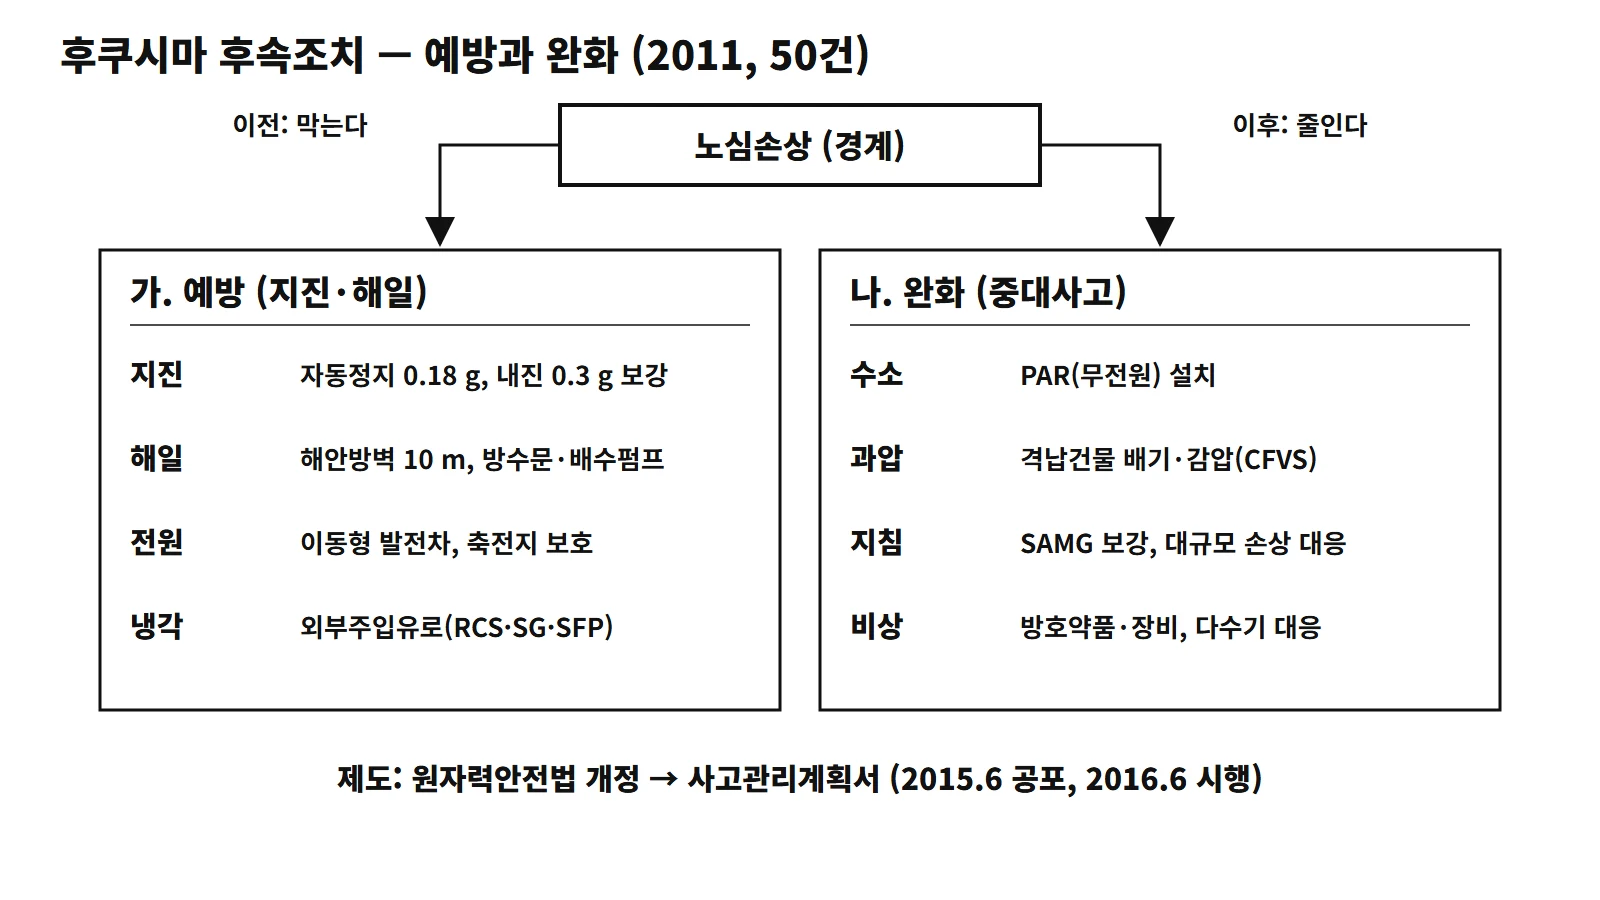 후쿠시마 후속조치 — 예방과 완화 (2011, 50건)
이전: 막는다
노심손상 (경계)
이후: 줄인다
가. 예방 (지진·해일)
지진 자동정지 0.18 g, 내진 0.3 g 보강
해일 해안방벽 10 m, 방수문·배수펌프
전원 이동형 발전차, 축전지 보호
냉각 외부주입유로(RCS·SG·SFP)
나. 완화 (중대사고)
수소 PAR(무전원) 설치
과압 격납건물 배기·감압(CFVS)
지침 SAMG 보강, 대규모 손상 대응
비상 방호약품·장비, 다수기 대응
제도: 원자력안전법 개정 → 사고관리계획서 (2015.6 공포, 2016.6 시행)